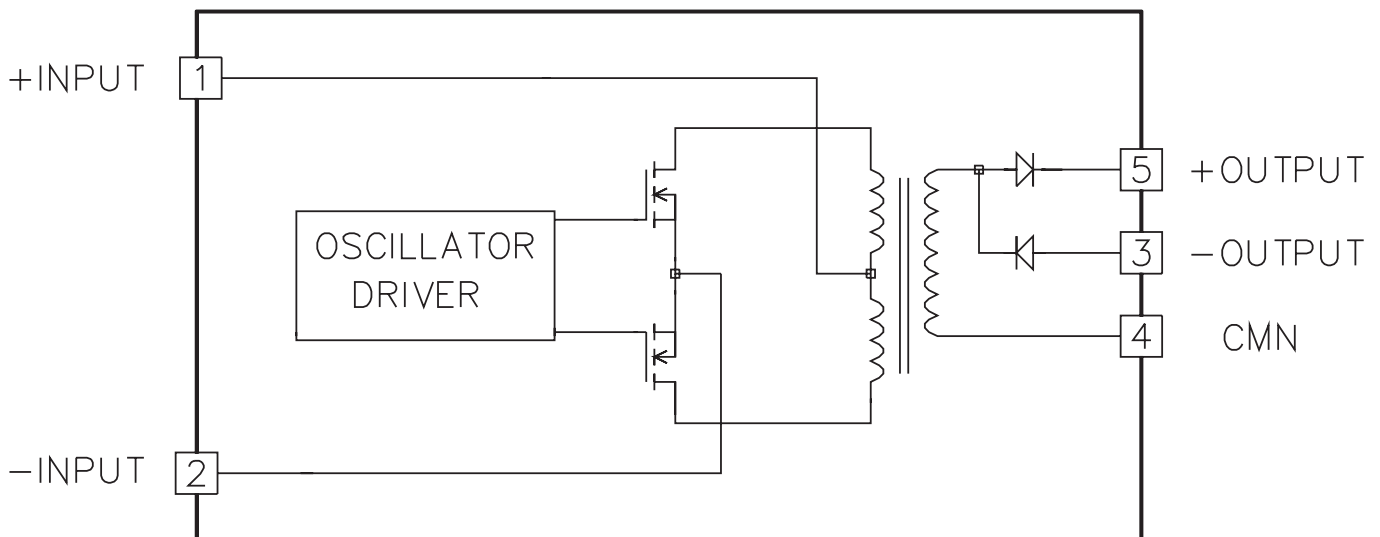 +INPUT 1
5 +OUTPUT
OSCILLATOR
DRIVER
3 -OUTPUT
4 CMN
-INPUT 2